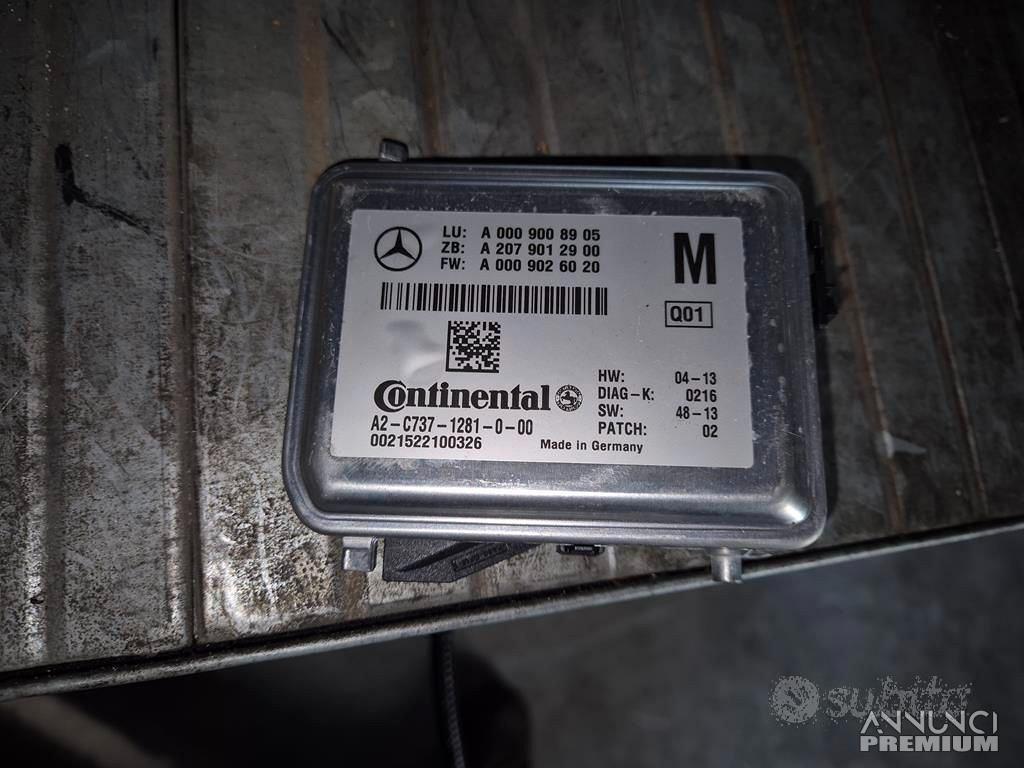 LU: A 000 900 89 05
ZB: A 207 901 29 00
FW: A 000 902 60 20
M
Q01
Continental
A2-C737-1281-0-00
0021522100326
HW: 04-13
DIAG-K: 0216
SW: 48-13
PATCH: 02
Made in Germany
subito
ANNUNCI
PREMIUM